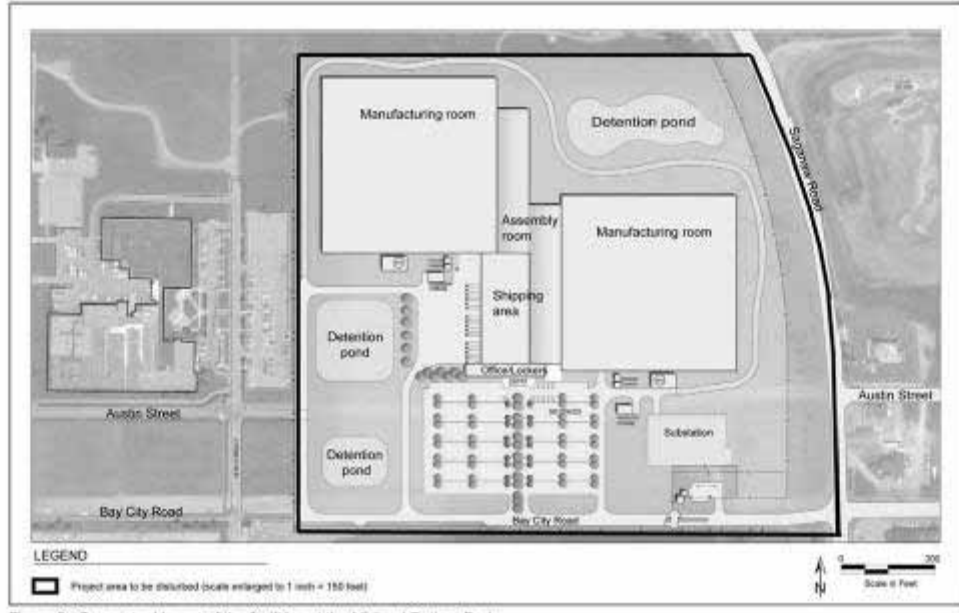 Manufacturing room
Detention pond
Saginaw Road
Assembly room
Manufacturing room
Shipping area
Detention pond
Office/Lockers
Austin Street
Austin Street
Substation
Detention pond
Bay City Road
Bay City Road
LEGEND
Project area to be disturbed (scale enlarged to 1 inch = 150 feet)
N
0 300
Scale in Feet